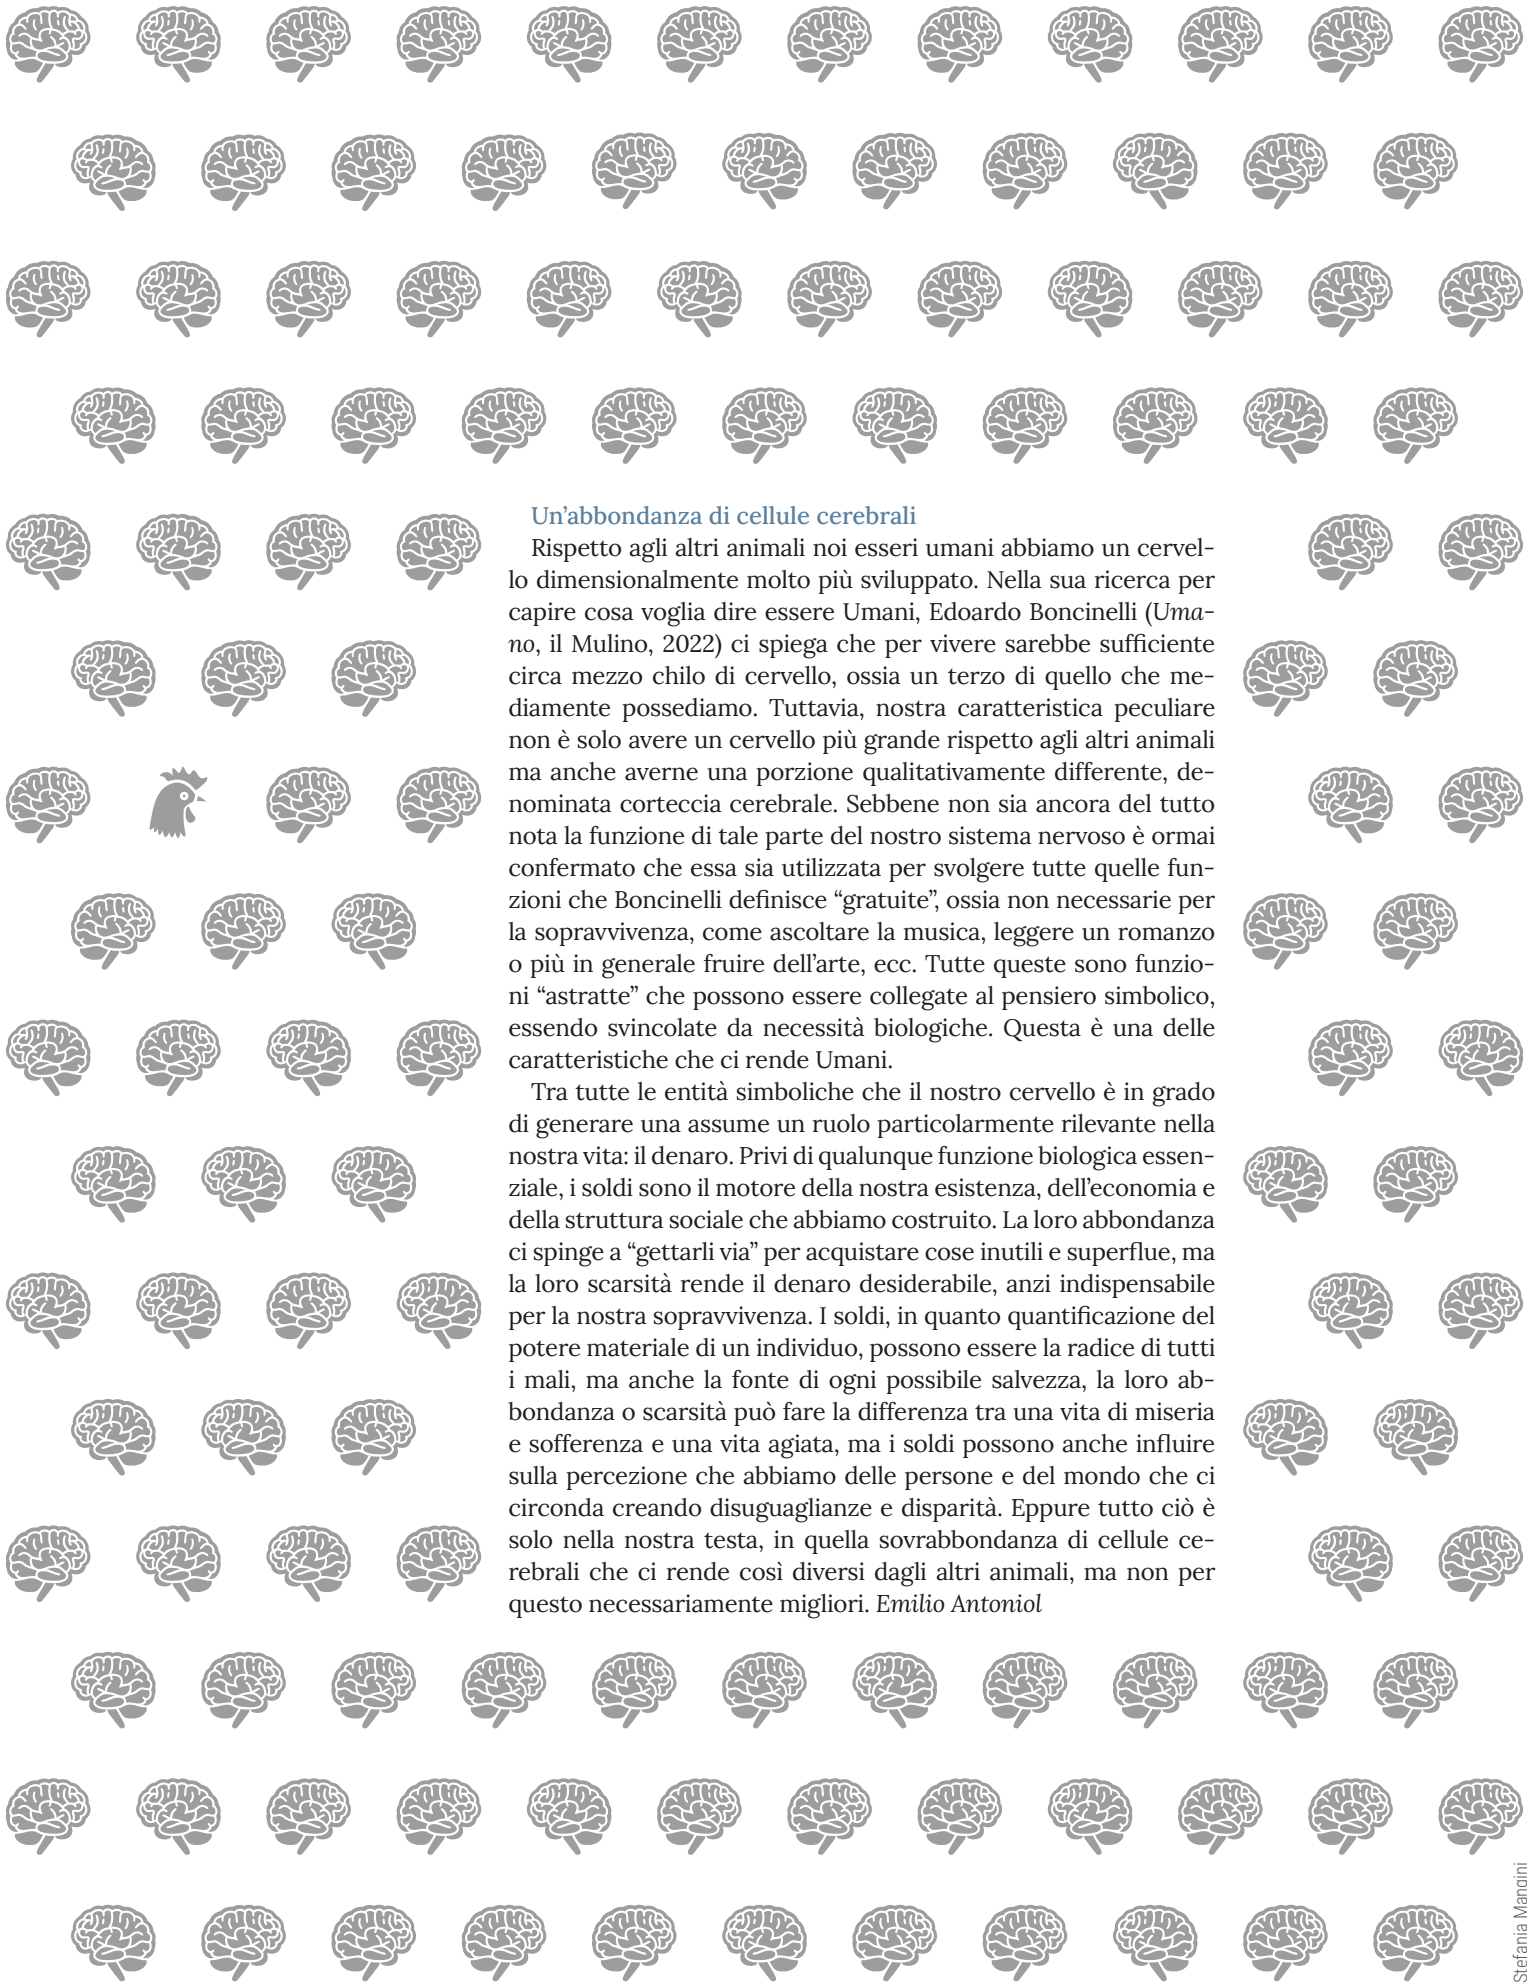 Un’abbondanza di cellule cerebrali
Rispetto agli altri animali noi esseri umani abbiamo un cervel-
lo dimensionalmente molto più sviluppato. Nella sua ricerca per
capire cosa voglia dire essere Umani, Edoardo Boncinelli (Uma-
no, il Mulino, 2022) ci spiega che per vivere sarebbe sufficiente
circa mezzo chilo di cervello, ossia un terzo di quello che me-
diamente possediamo. Tuttavia, nostra caratteristica peculiare
non è solo avere un cervello più grande rispetto agli altri animali
ma anche averne una porzione qualitativamente differente, de-
nominata corteccia cerebrale. Sebbene non sia ancora del tutto
nota la funzione di tale parte del nostro sistema nervoso è ormai
confermato che essa sia utilizzata per svolgere tutte quelle fun-
zioni che Boncinelli definisce “gratuite”, ossia non necessarie per
la sopravvivenza, come ascoltare la musica, leggere un romanzo
o più in generale fruire dell’arte, ecc. Tutte queste sono funzio-
ni “astratte” che possono essere collegate al pensiero simbolico,
essendo svincolate da necessità biologiche. Questa è una delle
caratteristiche che ci rende Umani.
Tra tutte le entità simboliche che il nostro cervello è in grado
di generare una assume un ruolo particolarmente rilevante nella
nostra vita: il denaro. Privi di qualunque funzione biologica essen-
ziale, i soldi sono il motore della nostra esistenza, dell’economia e
della struttura sociale che abbiamo costruito. La loro abbondanza
ci spinge a “gettarli via” per acquistare cose inutili e superflue, ma
la loro scarsità rende il denaro desiderabile, anzi indispensabile
per la nostra sopravvivenza. I soldi, in quanto quantificazione del
potere materiale di un individuo, possono essere la radice di tutti
i mali, ma anche la fonte di ogni possibile salvezza, la loro ab-
bondanza o scarsità può fare la differenza tra una vita di miseria
e sofferenza e una vita agiata, ma i soldi possono anche influire
sulla percezione che abbiamo delle persone e del mondo che ci
circonda creando disuguaglianze e disparità. Eppure tutto ciò è
solo nella nostra testa, in quella sovrabbondanza di cellule ce-
rebrali che ci rende così diversi dagli altri animali, ma non per
questo necessariamente migliori. Emilio Antoniol
Stefania Mangini